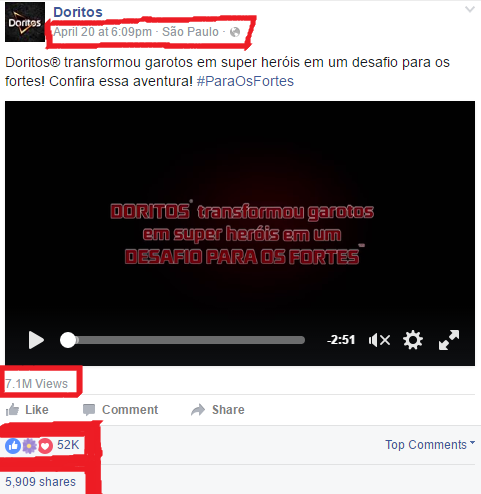 Doritos
April 20 at 6:09pm · São Paulo ·
Doritos® transformou garotos em super heróis em um desafio para os
fortes! Confira essa aventura! #ParaOsFortes
DORITOS® transformou garotos
em super heróis em um
DESAFIO PARA OS FORTES™
-2:51
7.1M Views
Like Comment Share
52K Top Comments
5,909 shares